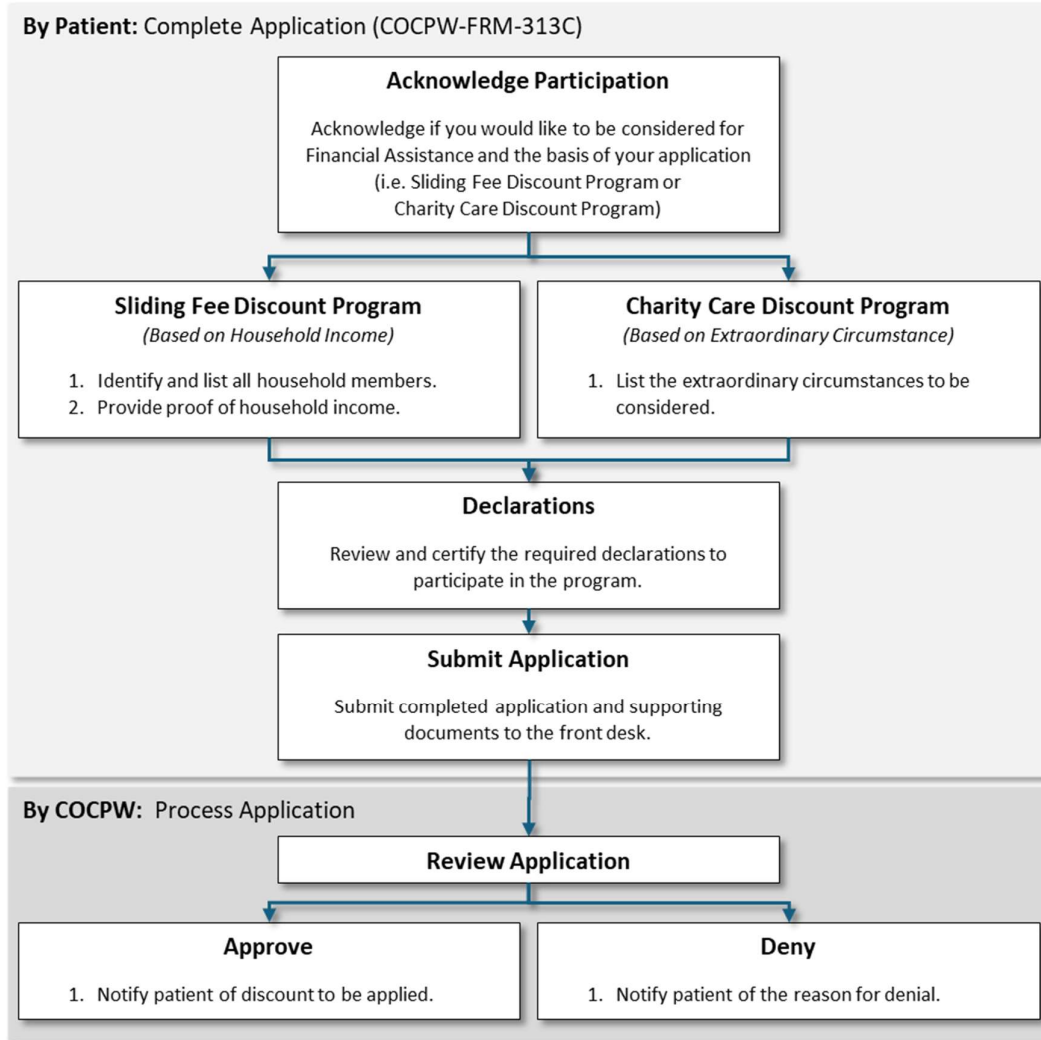 By Patient: Complete Application (COCPW-FRM-313C)
Acknowledge Participation
Acknowledge if you would like to be considered for
Financial Assistance and the basis of your application
(i.e. Sliding Fee Discount Program or
Charity Care Discount Program)
Sliding Fee Discount Program
(Based on Household Income)
1. Identify and list all household members.
2. Provide proof of household income.
Charity Care Discount Program
(Based on Extraordinary Circumstance)
1. List the extraordinary circumstances to be
considered.
Declarations
Review and certify the required declarations to
participate in the program.
Submit Application
Submit completed application and supporting
documents to the front desk.
By COCPW: Process Application
Review Application
Approve
1. Notify patient of discount to be applied.
Deny
1. Notify patient of the reason for denial.